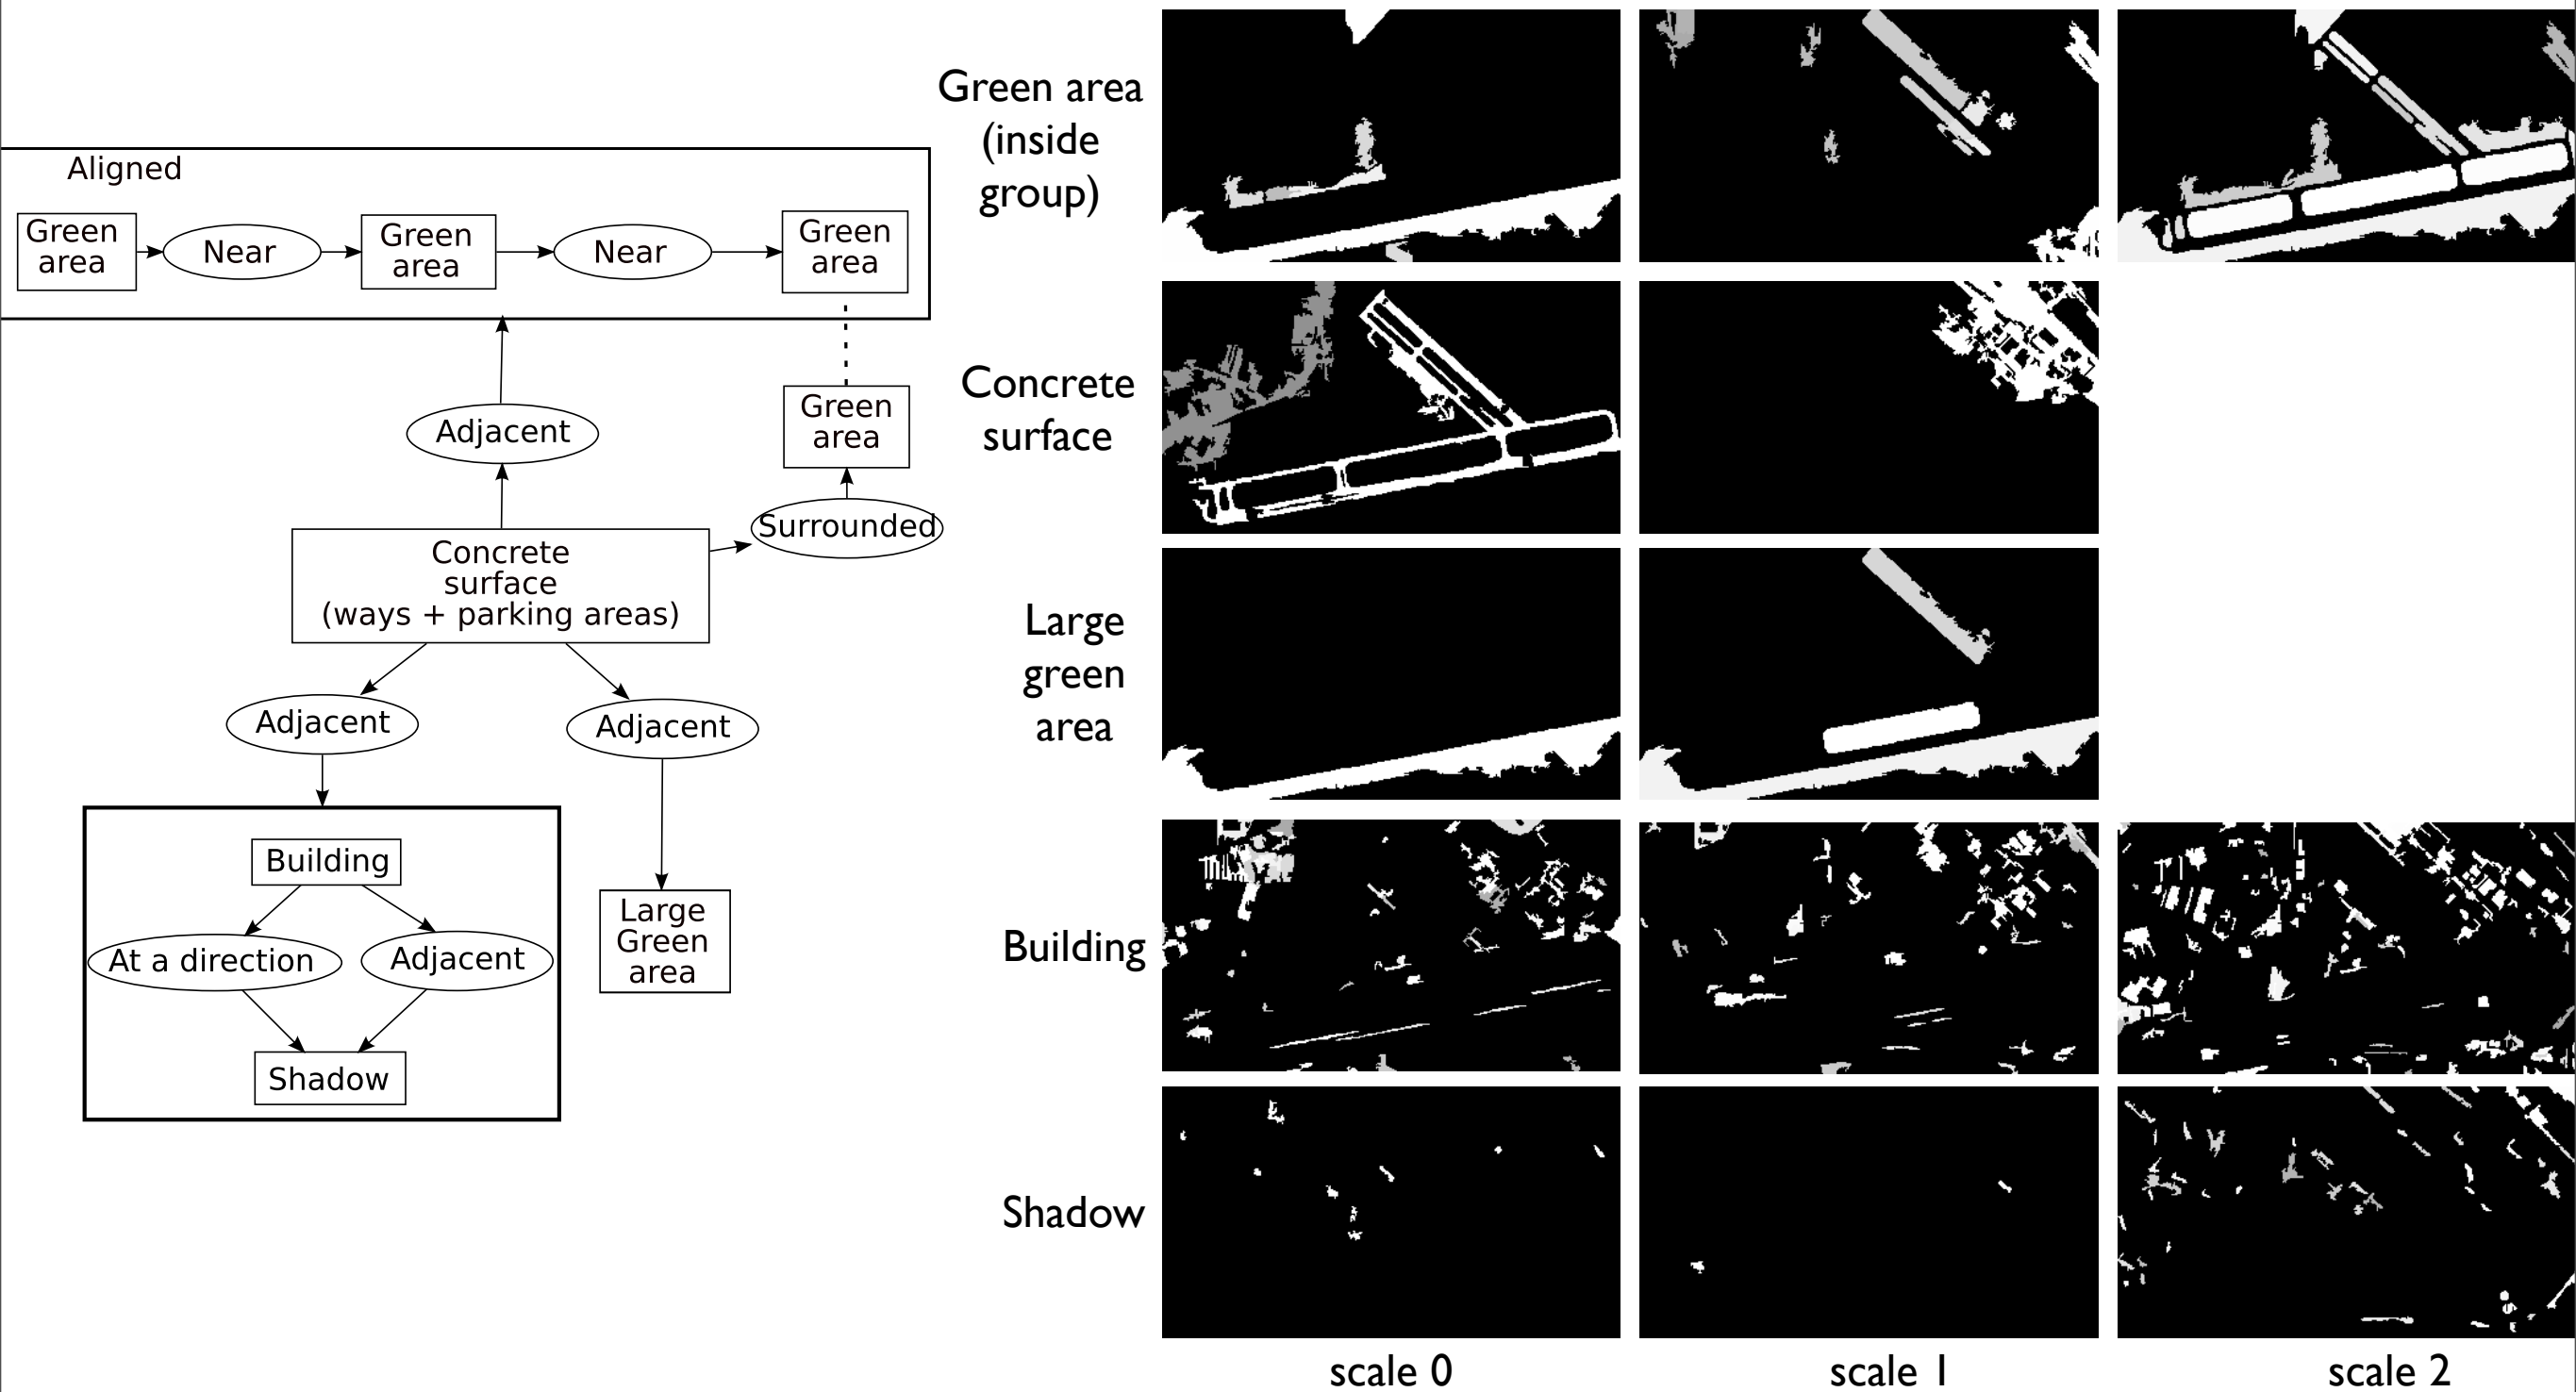 Aligned
Green
area
Near
Green
area
Near
Green
area
Adjacent
Green
area
Surrounded
Concrete
surface
(ways + parking areas)
Adjacent
Adjacent
Building
At a direction
Adjacent
Shadow
Large
Green
area
Green area
(inside
group)
Concrete
surface
Large
green
area
Building
Shadow
scale 0
scale 1
scale 2